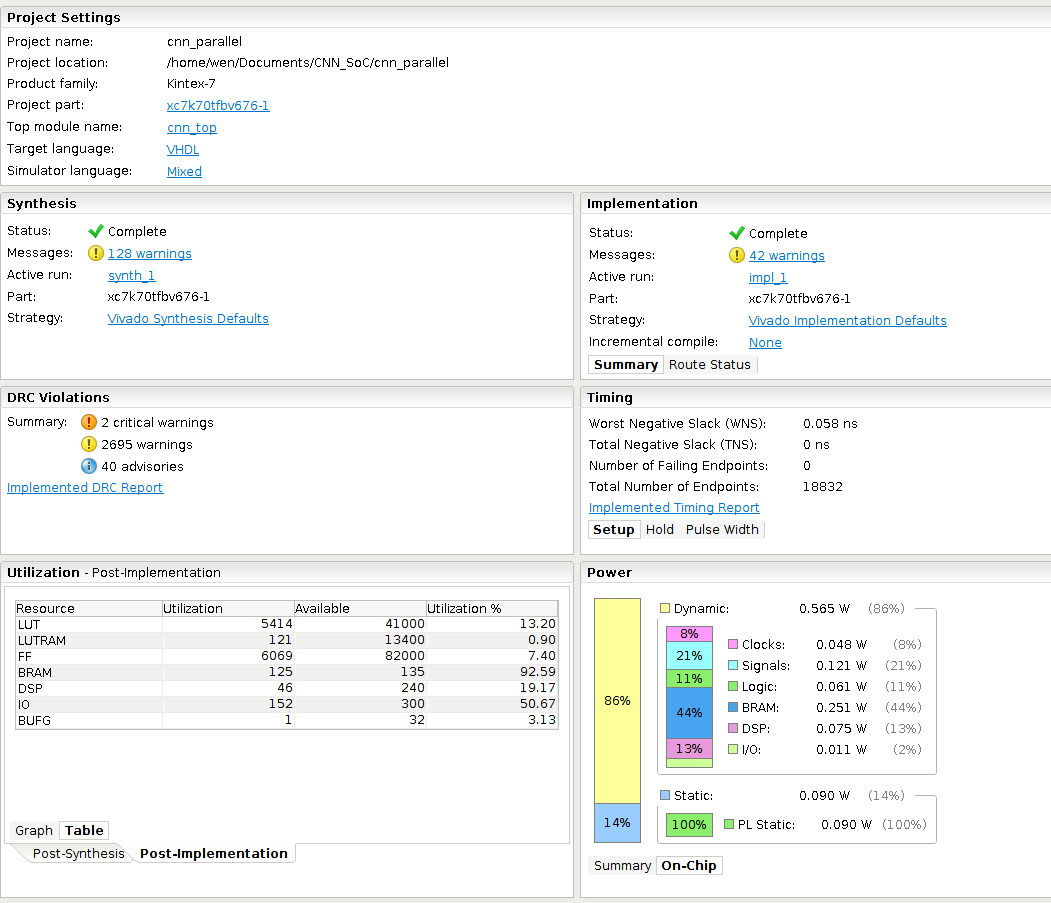 Project Settings
Project name: cnn_parallel
Project location: /home/wen/Documents/CNN_SoC/cnn_parallel
Product family: Kintex-7
Project part: xc7k70tfbv676-1
Top module name: cnn_top
Target language: VHDL
Simulator language: Mixed
Synthesis
Status: Complete
Messages: 128 warnings
Active run: synth_1
Part: xc7k70tfbv676-1
Strategy: Vivado Synthesis Defaults
Implementation
Status: Complete
Messages: 42 warnings
Active run: impl_1
Part: xc7k70tfbv676-1
Strategy: Vivado Implementation Defaults
Incremental compile: None
Summary Route Status
DRC Violations
Summary: 2 critical warnings
2695 warnings
40 advisories
Implemented DRC Report
Timing
Worst Negative Slack (WNS): 0.058 ns
Total Negative Slack (TNS): 0 ns
Number of Failing Endpoints: 0
Total Number of Endpoints: 18832
Implemented Timing Report
Setup Hold Pulse Width
Utilization - Post-Implementation
Resource Utilization Available Utilization %
LUT 5414 41000 13.20
LUTRAM 121 13400 0.90
FF 6069 82000 7.40
BRAM 125 135 92.59
DSP 46 240 19.17
IO 152 300 50.67
BUFG 1 32 3.13
Graph Table
Post-Synthesis Post-Implementation
Power
86%
14%
Dynamic: 0.565 W (86%)
8%
21%
11%
44%
13%
Clocks: 0.048 W (8%)
Signals: 0.121 W (21%)
Logic: 0.061 W (11%)
BRAM: 0.251 W (44%)
DSP: 0.075 W (13%)
I/O: 0.011 W (2%)
Static: 0.090 W (14%)
100% PL Static: 0.090 W (100%)
Summary On-Chip